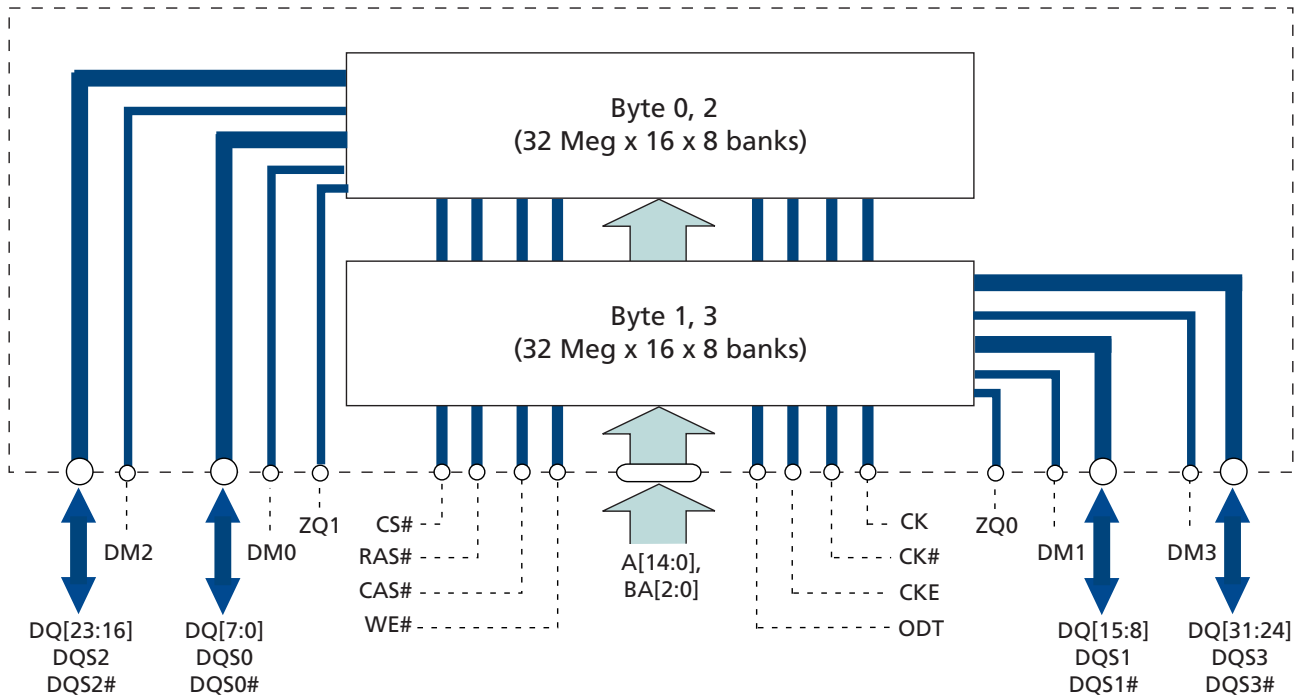 Byte 0, 2
(32 Meg x 16 x 8 banks)
Byte 1, 3
(32 Meg x 16 x 8 banks)
DM2
DM0
ZQ1
CS#
RAS#
CAS#
WE#
A[14:0],
BA[2:0]
CK
CK#
CKE
ODT
ZQ0
DM1
DM3
DQ[23:16]
DQS2
DQS2#
DQ[7:0]
DQS0
DQS0#
DQ[15:8]
DQS1
DQS1#
DQ[31:24]
DQS3
DQS3#